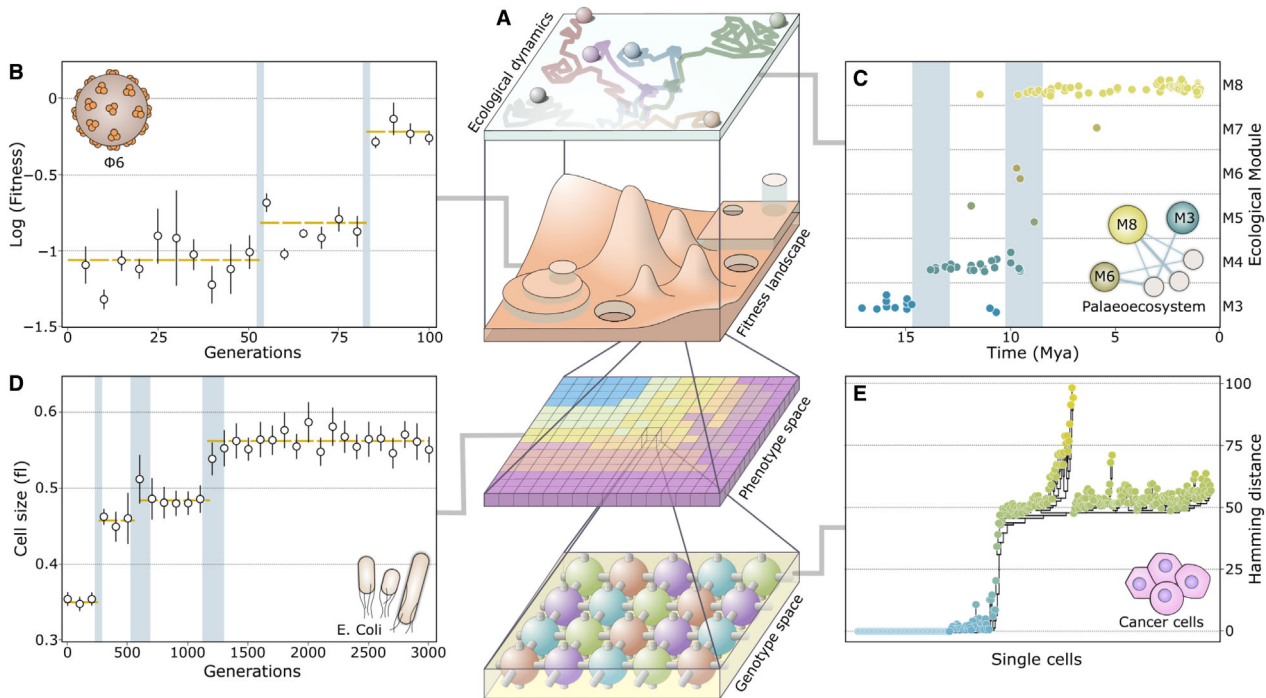 A
Ecological dynamics
Fitness landscape
Phenotype space
Genotype space
B
Φ6
Log (Fitness)
0
−0.5
−1
−1.5
0 25 50 75 100
Generations
C
M8
M7
M6
M5
M4
M3
Ecological Module
M8 M3
M6
Palaeoecosystem
15 10 5 0
Time (Mya)
D
Cell size (fl)
0.6
0.5
0.4
0.3
E. Coli
0 500 1000 1500 2000 2500 3000
Generations
E
100
75
50
25
0
Hamming distance
Cancer cells
Single cells